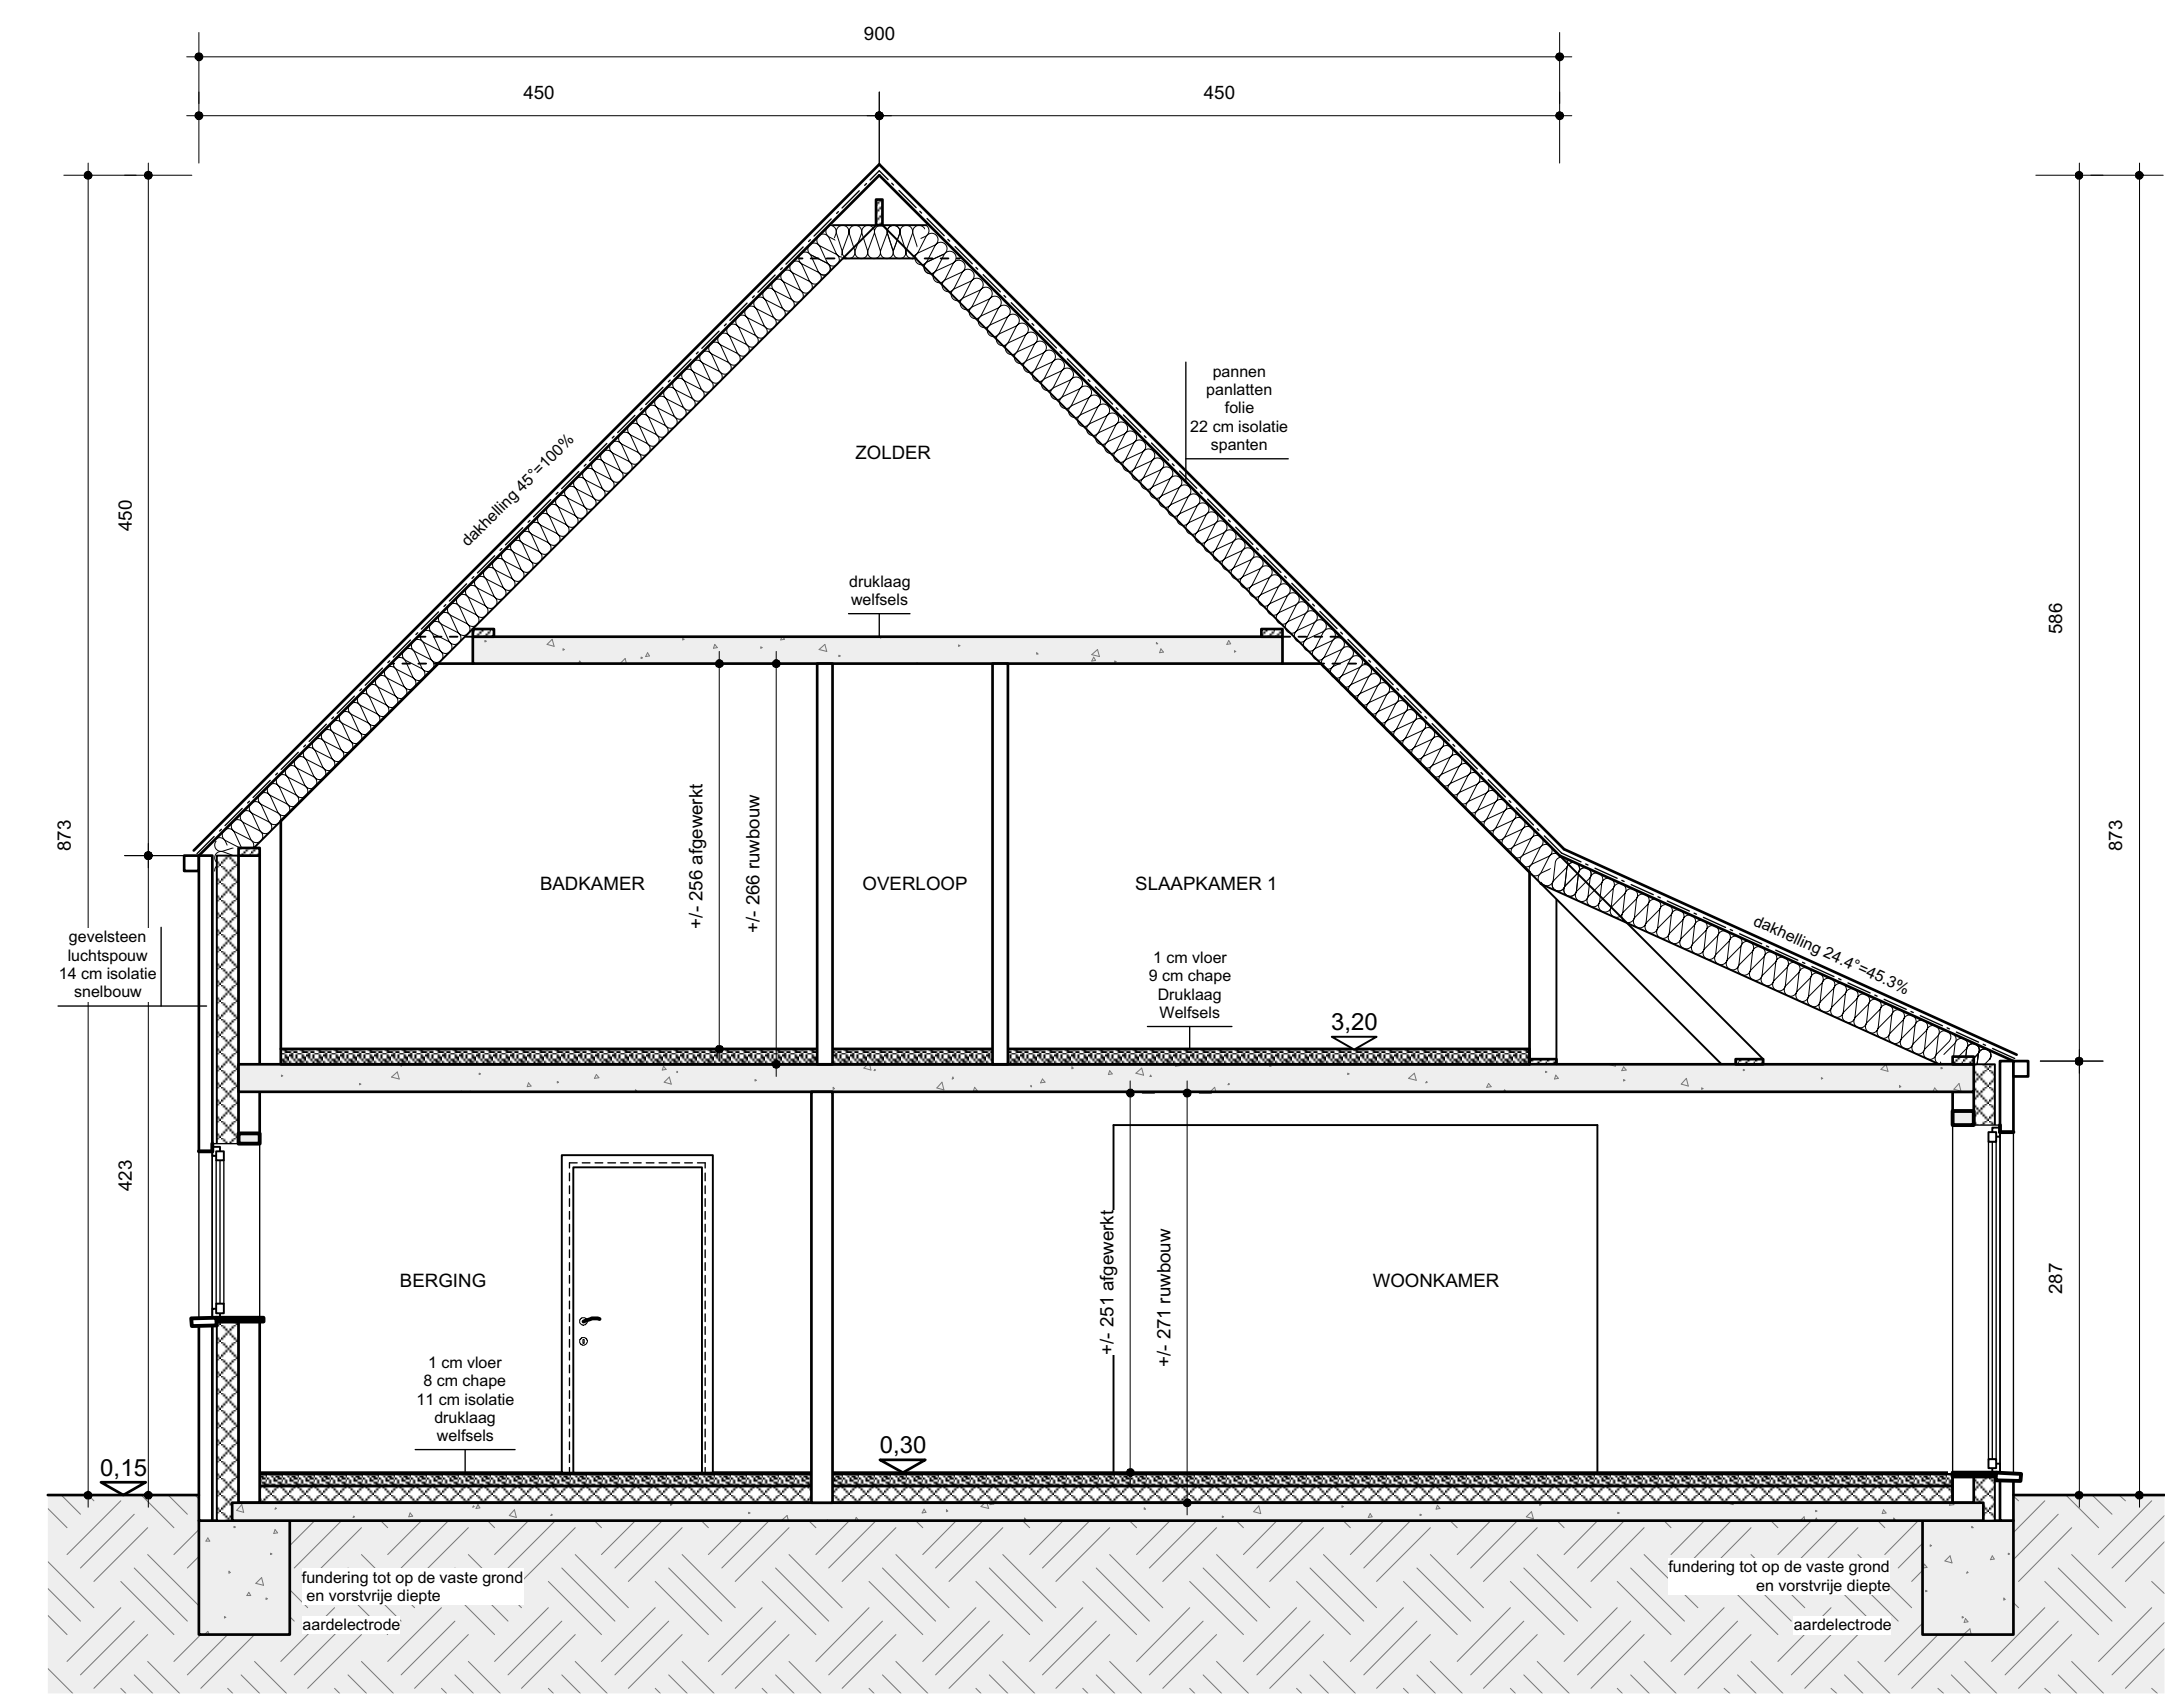 900
450
450
pannen
panlatten
folie
22 cm isolatie
spanten
dakhelling 45°=100%
ZOLDER
450
586
druklaag
welfsels
873
873
+/- 256 afgewerkt
+/- 266 ruwbouw
BADKAMER
OVERLOOP
SLAAPKAMER 1
dakhelling 24.4°=45.3%
gevelsteen
luchtspouw
14 cm isolatie
snelbouw
1 cm vloer
9 cm chape
Druklaag
Welfsels
3,20
423
287
+/- 251 afgewerkt
+/- 271 ruwbouw
BERGING
WOONKAMER
1 cm vloer
8 cm chape
11 cm isolatie
druklaag
welfsels
0,30
0,15
fundering tot op de vaste grond
en vorstvrije diepte
aardelectrode
fundering tot op de vaste grond
en vorstvrije diepte
aardelectrode